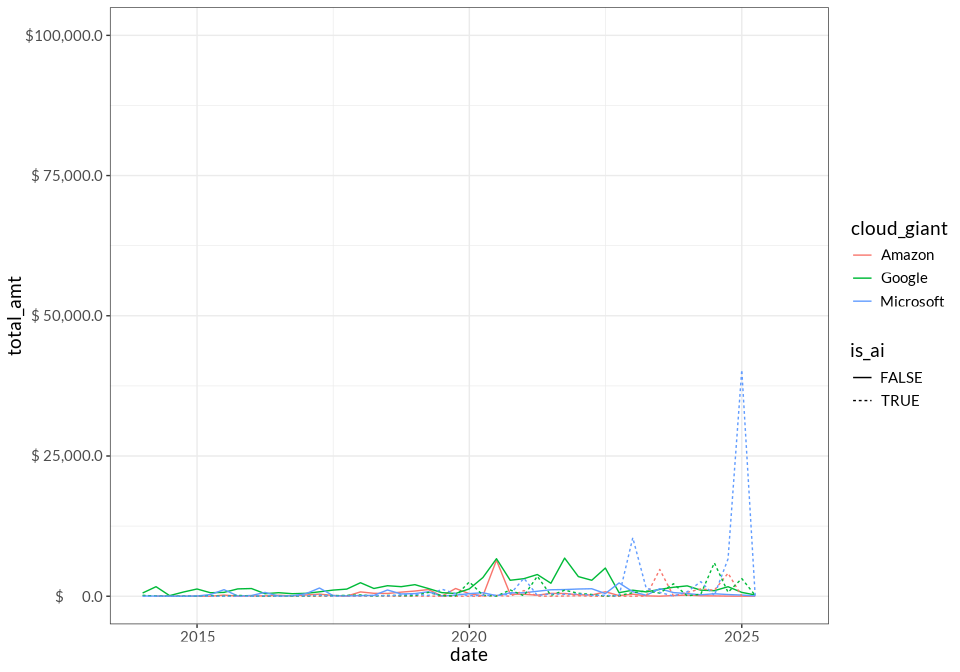 $100,000.0
$ 75,000.0
$ 50,000.0
$ 25,000.0
$ 0.0
total_amt
2015
2020
2025
date
cloud_giant
Amazon
Google
Microsoft
is_ai
FALSE
TRUE